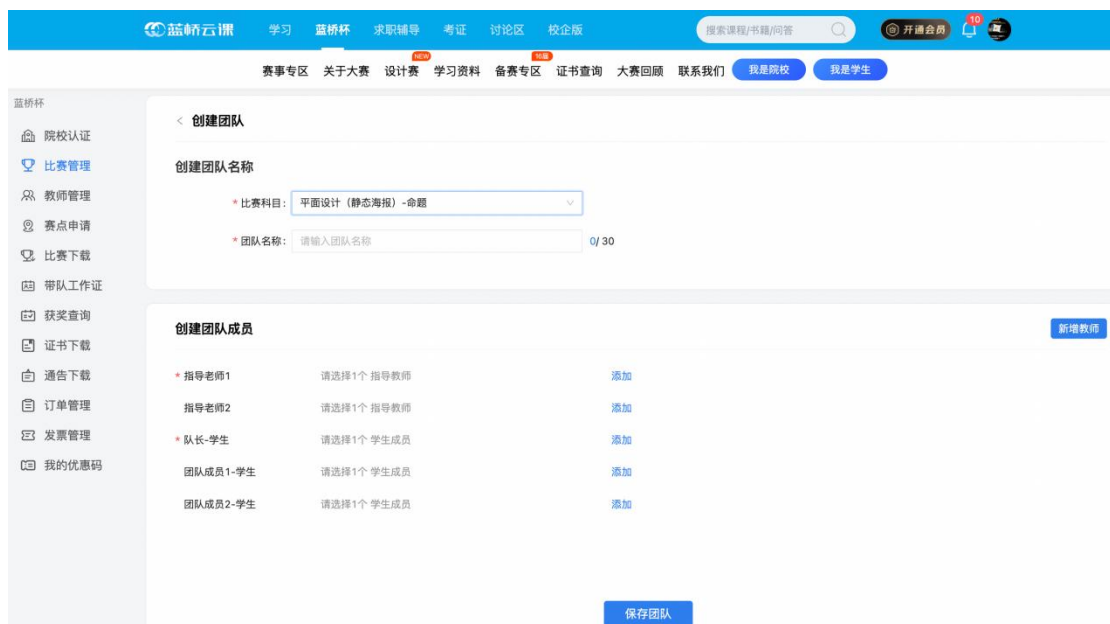 蓝桥云课 学习 蓝桥杯 求职辅导 考证 讨论区 校企版 搜索课程/书籍/问答 开通会员 10
NEW 16届
赛事专区 关于大赛 设计赛 学习资料 备赛专区 证书查询 大赛回顾 联系我们 我是院校 我是学生
蓝桥杯
院校认证
比赛管理
教师管理
赛点申请
比赛下载
带队工作证
获奖查询
证书下载
通告下载
订单管理
发票管理
我的优惠码
< 创建团队
创建团队名称
* 比赛科目: 平面设计（静态海报）-命题
* 团队名称: 请输入团队名称 0/ 30
创建团队成员 新增教师
* 指导老师1 请选择1个 指导教师 添加
指导老师2 请选择1个 指导教师 添加
* 队长-学生 请选择1个 学生成员 添加
团队成员1-学生 请选择1个 学生成员 添加
团队成员2-学生 请选择1个 学生成员 添加
保存团队